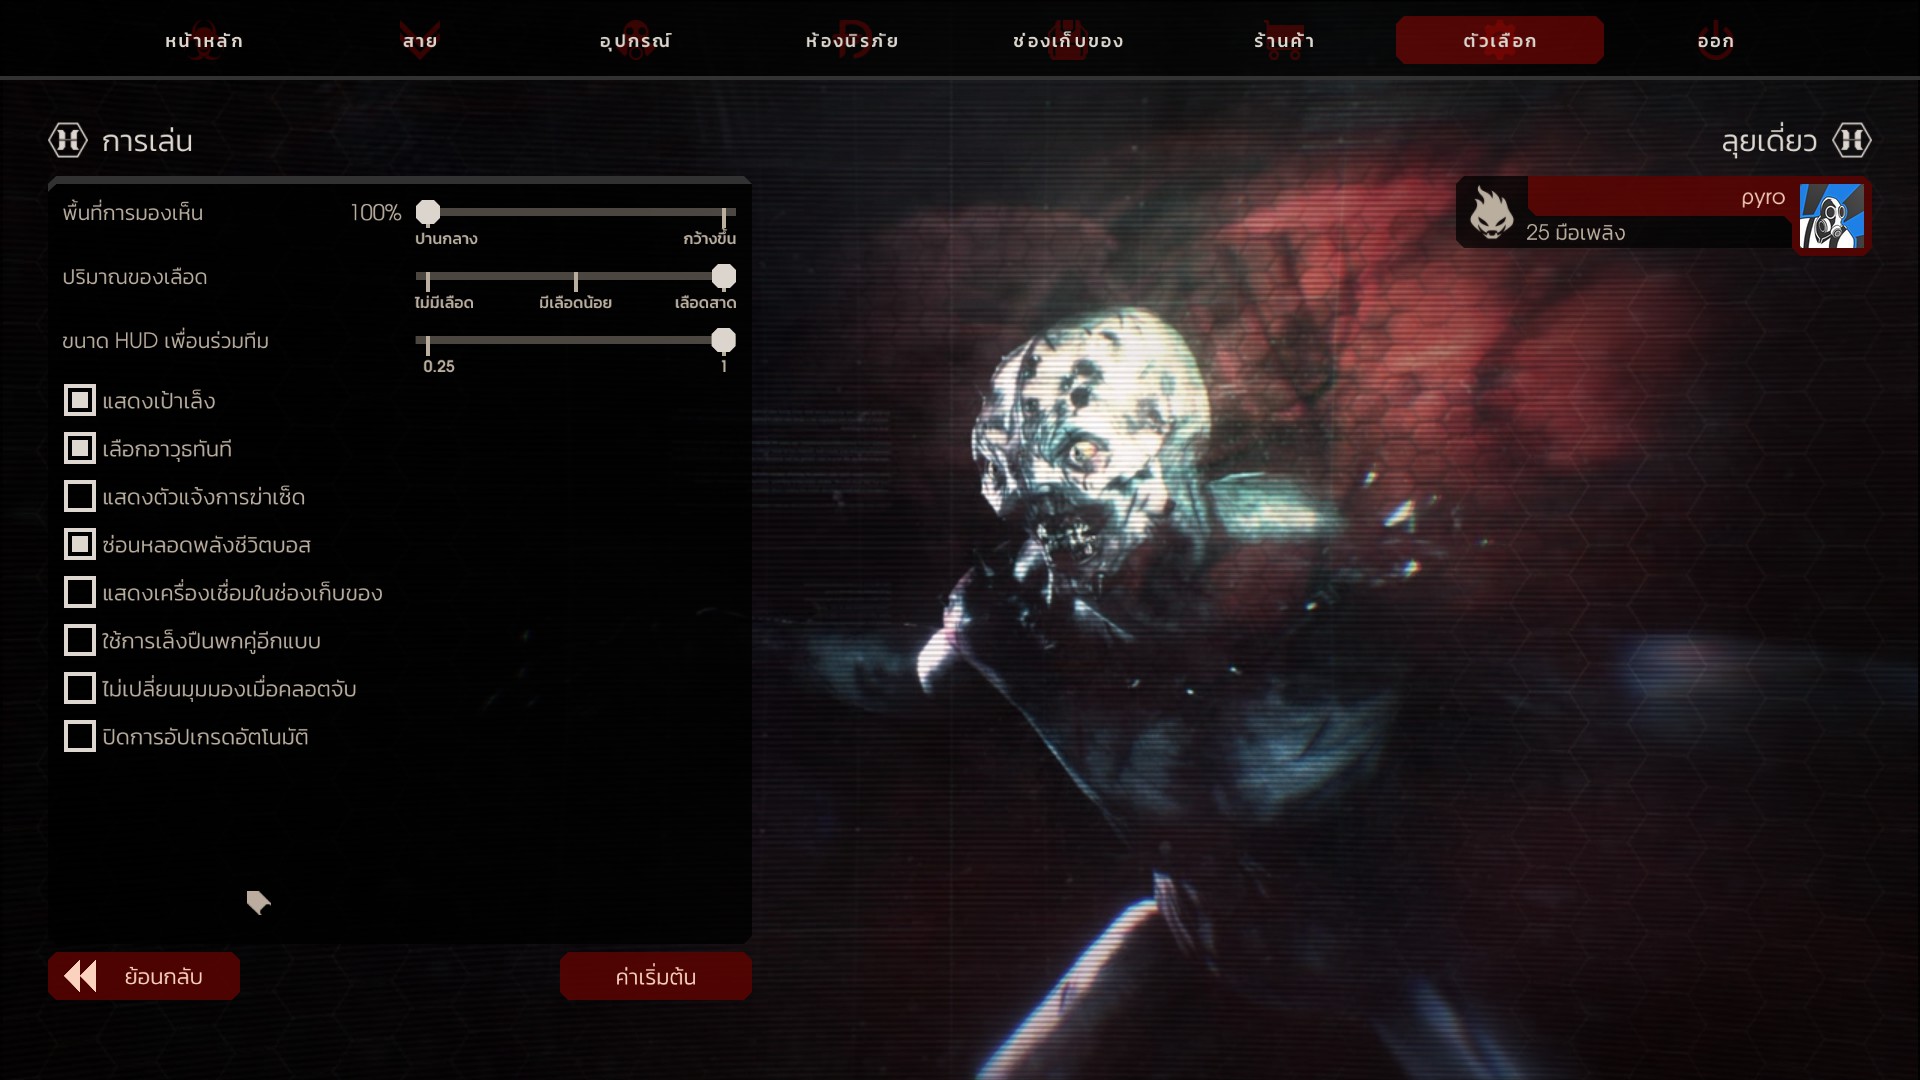 หน้าหลัก
สาย
อุปกรณ์
ห้องนิรภัย
ช่องเก็บของ
ร้านค้า
ตัวเลือก
ออก
การเล่น
ลุยเดี่ยว
พื้นที่การมองเห็น 100%
ปานกลาง กว้างขึ้น
ปริมาณของเลือด
ไม่มีเลือด มีเลือดน้อย เลือดสาด
ขนาด HUD เพื่อนร่วมทีม
0.25 1
แสดงเป้าเล็ง
เลือกอาวุธทันที
แสดงตัวแจ้งการฆ่าเซ็ด
ซ่อนหลอดพลังชีวิตบอส
แสดงเครื่องเชื่อมในช่องเก็บของ
ใช้การเล็งปืนพกคู่อีกแบบ
ไม่เปลี่ยนมุมมองเมื่อคลอตจับ
ปิดการอัปเกรดอัตโนมัติ
pyro
25 มือเพลิง
ย้อนกลับ
ค่าเริ่มต้น